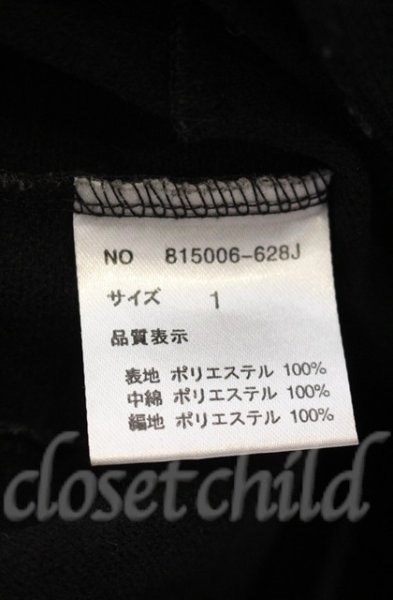 NO 815006-628J
サイズ 1
品質表示
表地 ポリエステル 100%
中綿 ポリエステル 100%
編地 ポリエステル 100%
closet child